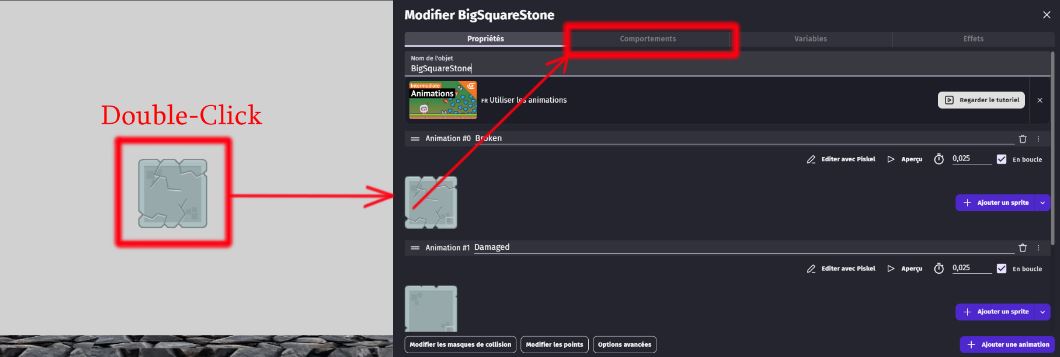 Double-Click
Modifier BigSquareStone
Propriétés
Comportements
Variables
Effets
Nom de l'objet
BigSquareStone
Intermediate
Animations
FR Utiliser les animations
Regarder le tutoriel
Animation #0 Broken
Editer avec Piskel
Aperçu
0,025
En boucle
Ajouter un sprite
Animation #1 Damaged
Editer avec Piskel
Aperçu
0,025
En boucle
Ajouter un sprite
Modifier les masques de collision
Modifier les points
Options avancées
Ajouter une animation